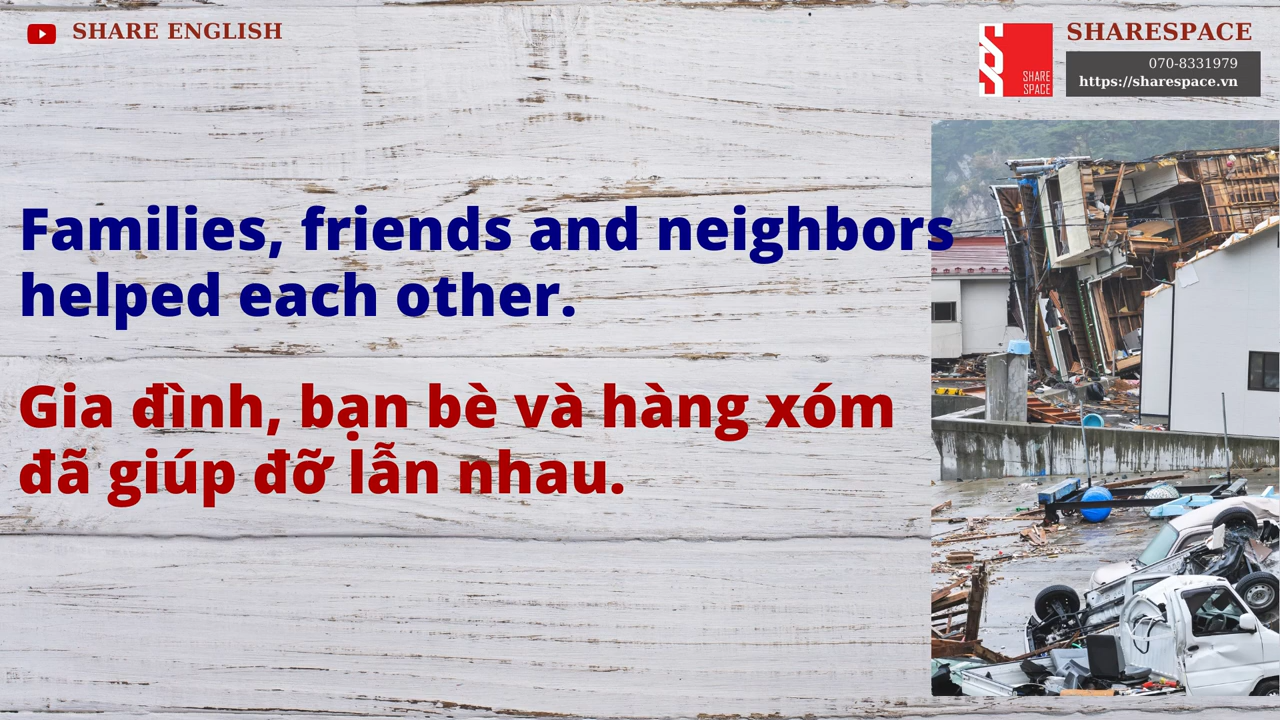 SHARE ENGLISH
SHARESPACE
070-8331979
https://sharespace.vn
SHARE
SPACE
Families, friends and neighbors
helped each other.
Gia đình, bạn bè và hàng xóm
đã giúp đỡ lẫn nhau.